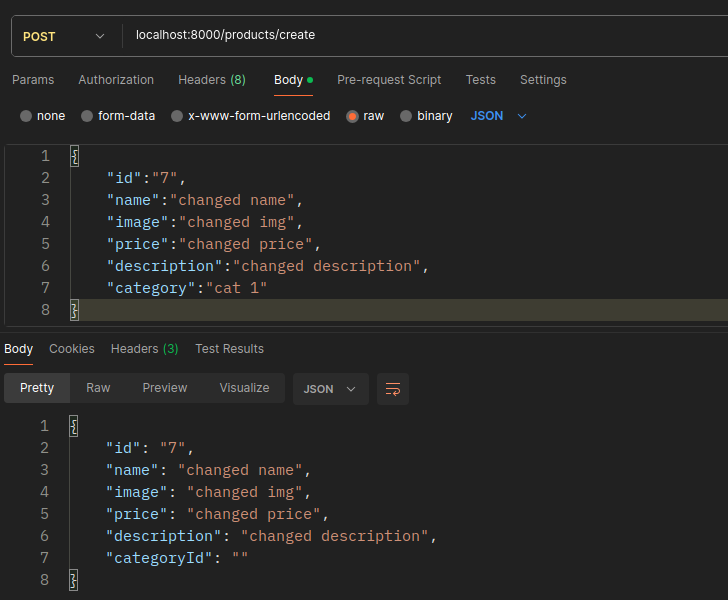 POST localhost:8000/products/create
Params Authorization Headers (8) Body Pre-request Script Tests Settings
none form-data x-www-form-urlencoded raw binary JSON
1 {
2 "id":"7",
3 "name":"changed name",
4 "image":"changed img",
5 "price":"changed price",
6 "description":"changed description",
7 "category":"cat 1"
8 }
Body Cookies Headers (3) Test Results
Pretty Raw Preview Visualize JSON
1 {
2 "id": "7",
3 "name": "changed name",
4 "image": "changed img",
5 "price": "changed price",
6 "description": "changed description",
7 "categoryId": ""
8 }